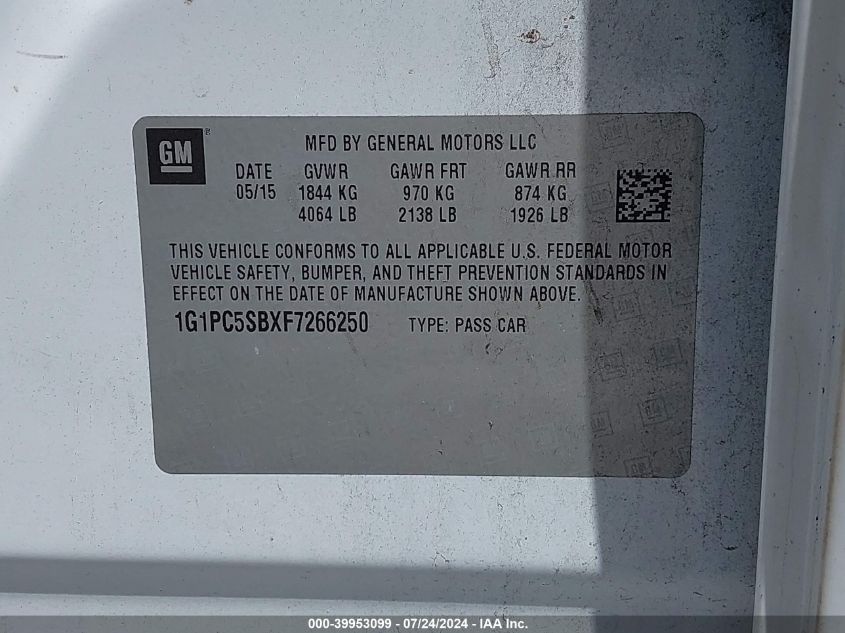 GM
MFD BY GENERAL MOTORS LLC
DATE GVWR GAWR FRT GAWR RR
05/15 1844 KG 970 KG 874 KG
4064 LB 2138 LB 1926 LB
THIS VEHICLE CONFORMS TO ALL APPLICABLE U.S. FEDERAL MOTOR
VEHICLE SAFETY, BUMPER, AND THEFT PREVENTION STANDARDS IN
EFFECT ON THE DATE OF MANUFACTURE SHOWN ABOVE.
1G1PC5SBXF7266250 TYPE: PASS CAR
000-39953099 / 07/24/2024 - IAA Inc.